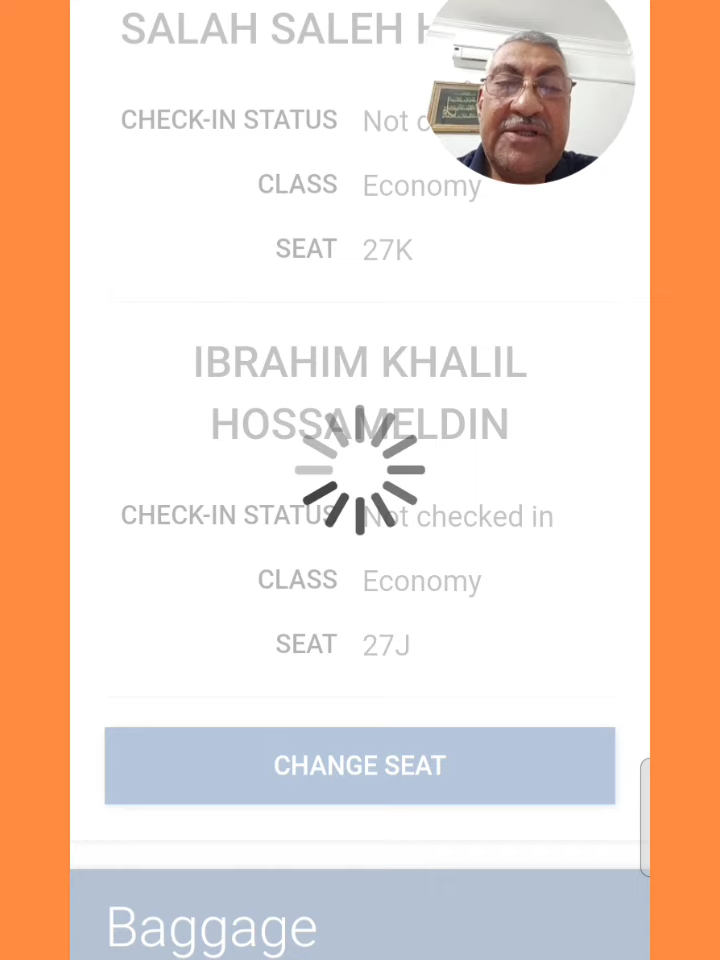 SALAH SALEH
CHECK-IN STATUS Not
CLASS Economy
SEAT 27K
IBRAHIM KHALIL
HOSSAMELDIN
CHECK-IN STATUS Not checked in
CLASS Economy
SEAT 27J
CHANGE SEAT
Baggage